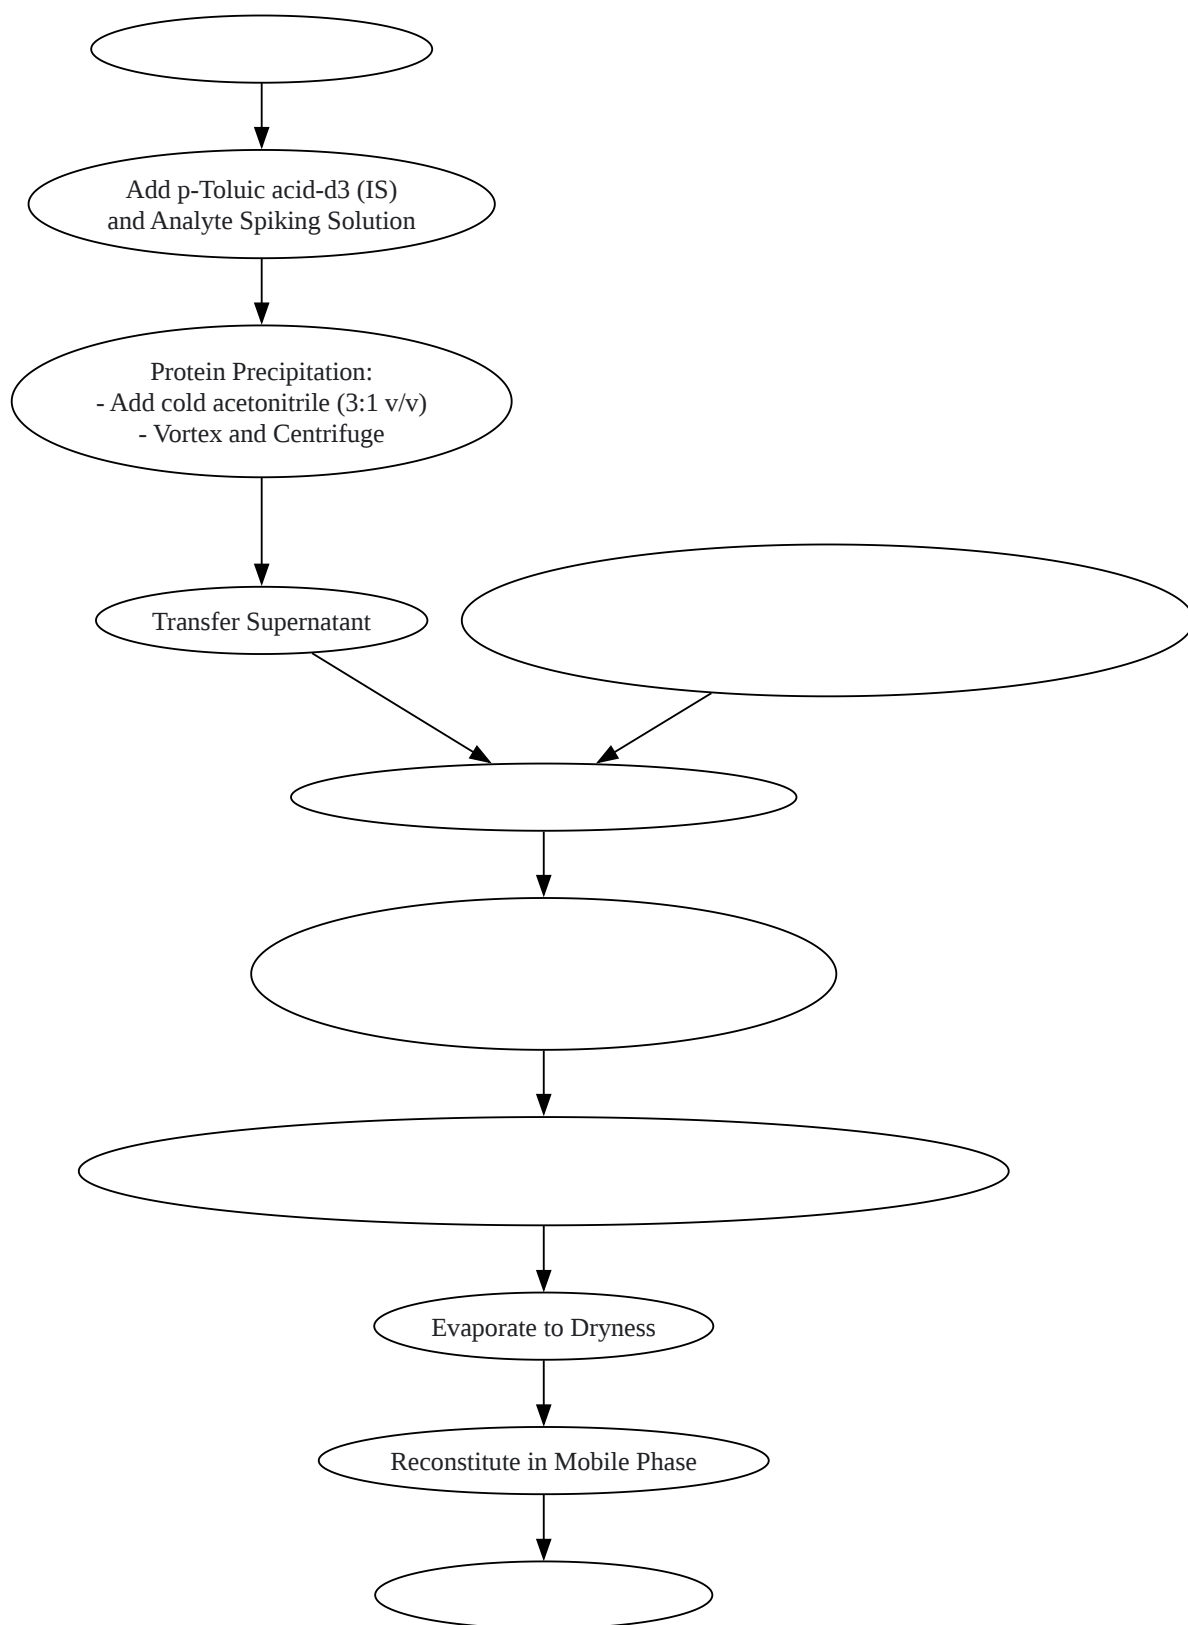 Add p-Toluic acid-d3 (IS)
and Analyte Spiking Solution
Protein Precipitation:
- Add cold acetonitrile (3:1 v/v)
- Vortex and Centrifuge
Transfer Supernatant
Evaporate to Dryness
Reconstitute in Mobile Phase